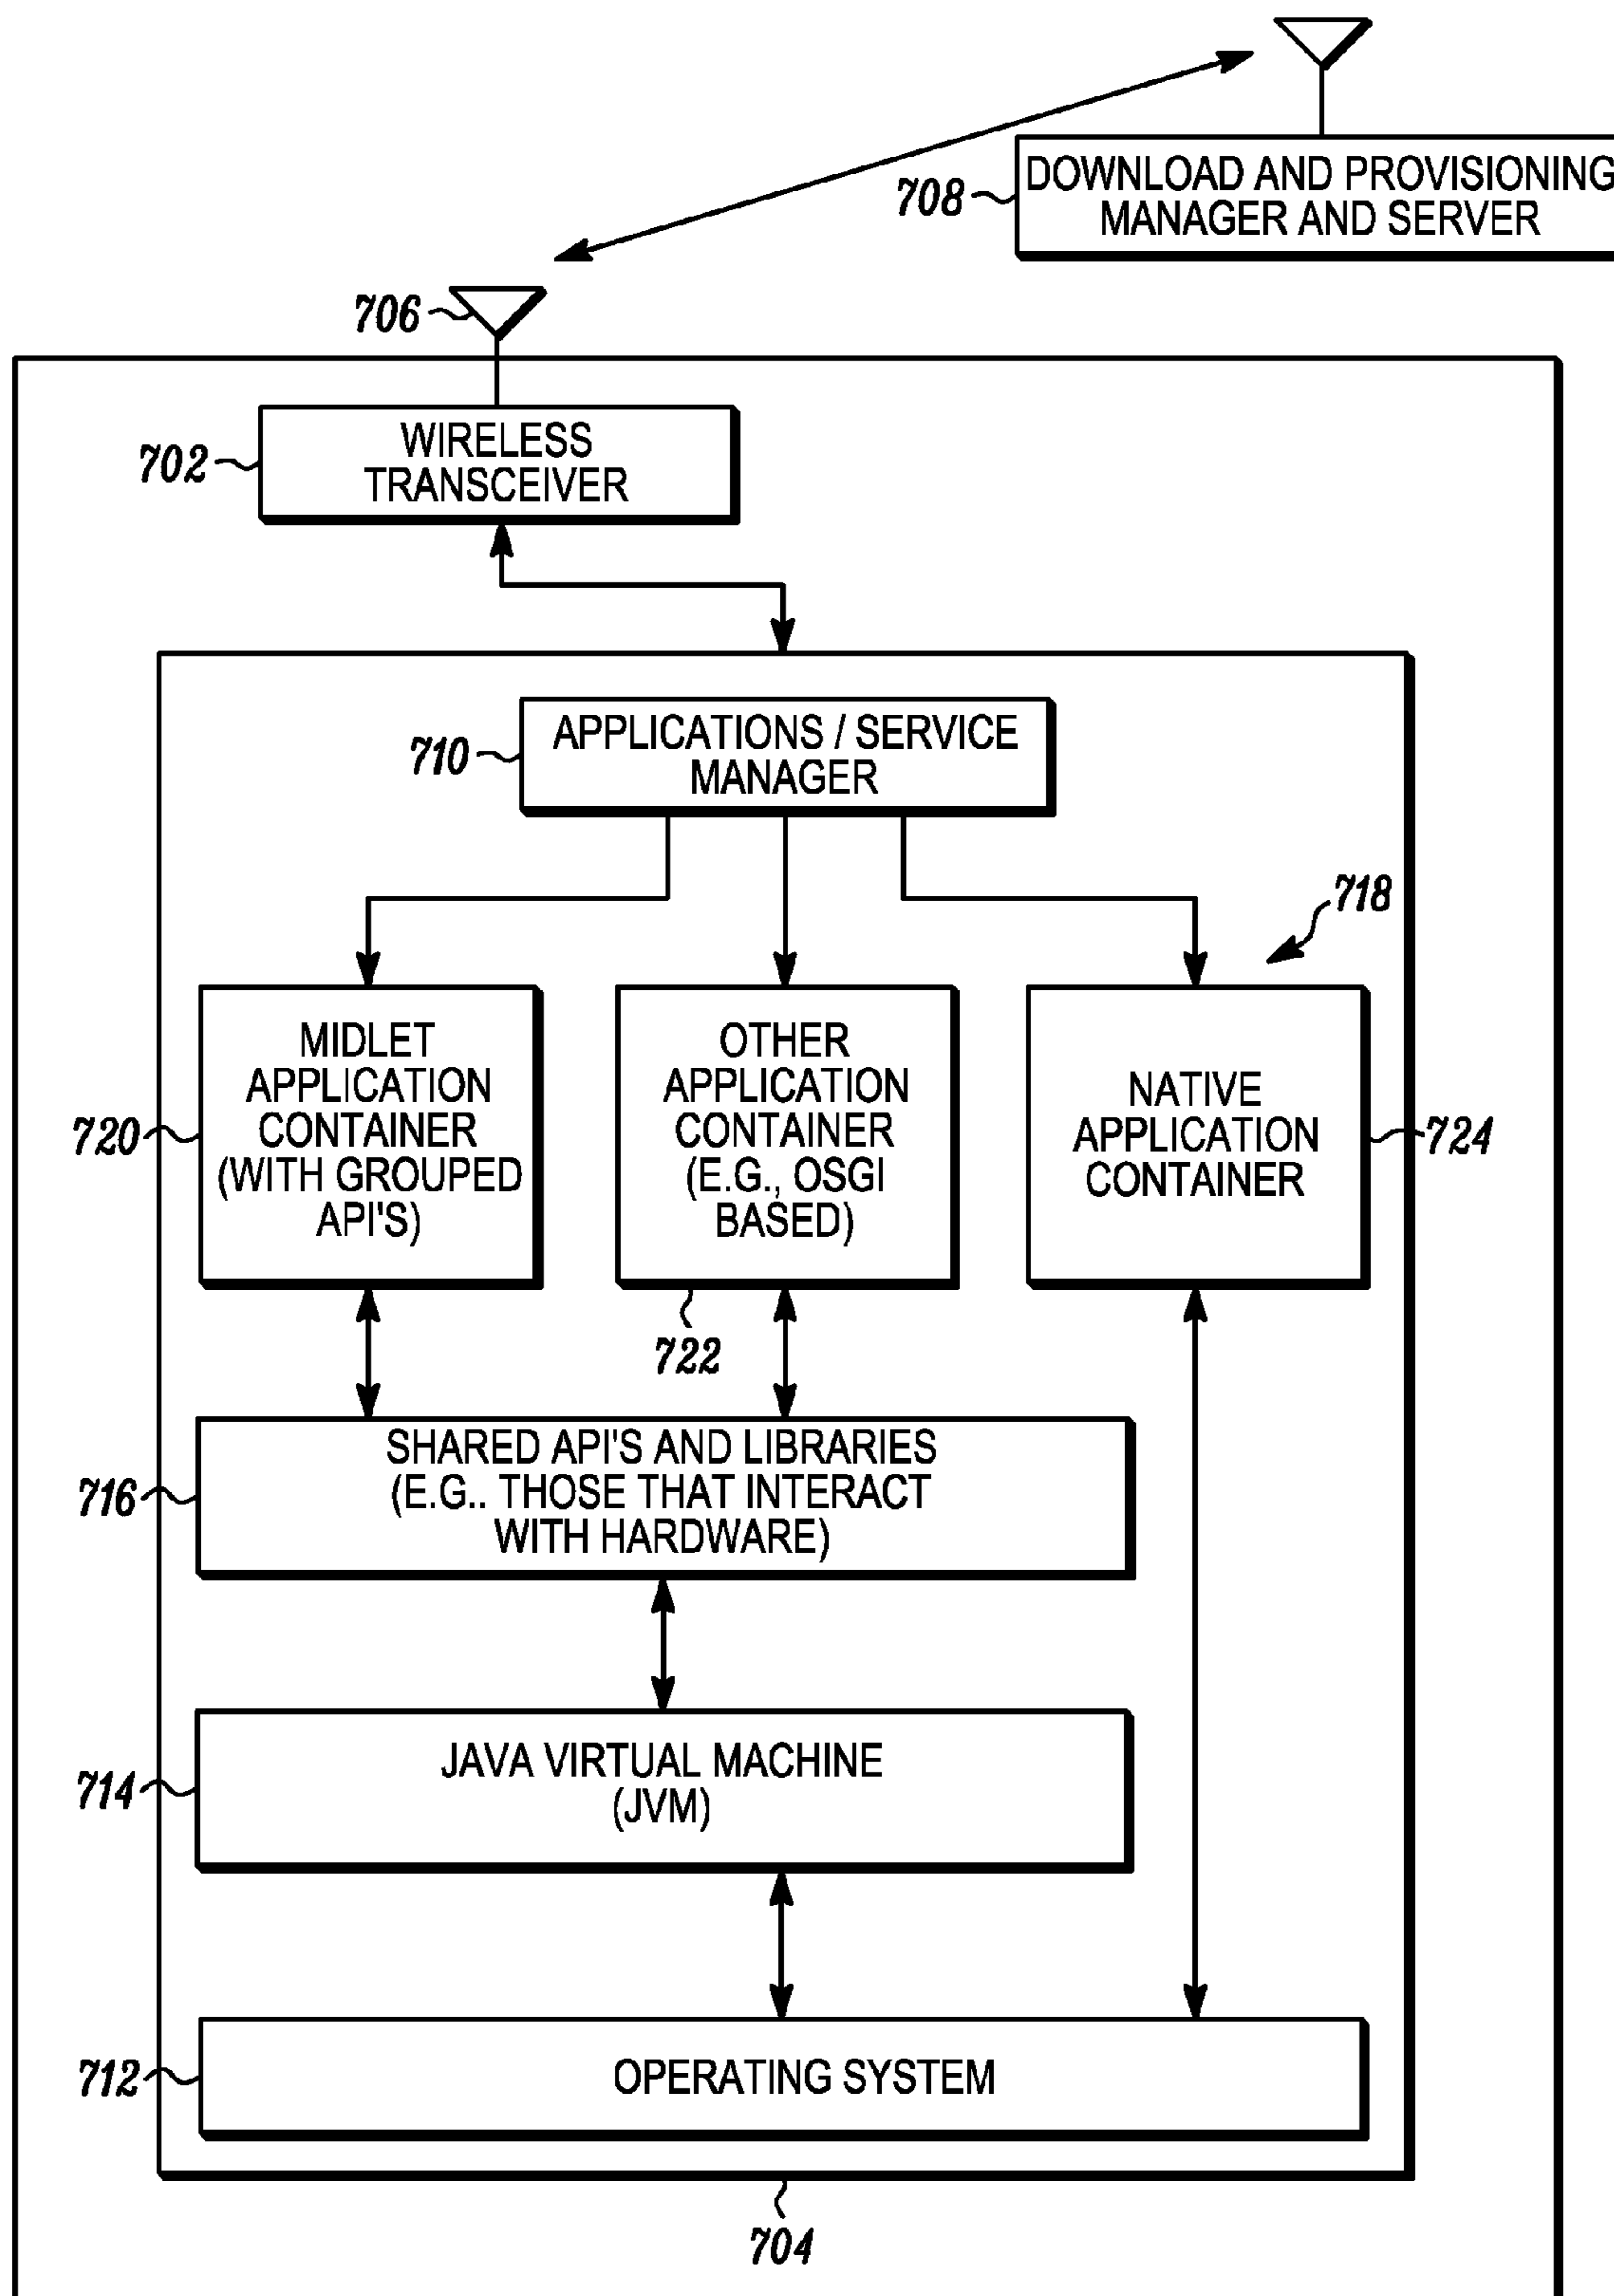 708
DOWNLOAD AND PROVISIONING
MANAGER AND SERVER
706
702
WIRELESS
TRANSCEIVER
710
APPLICATIONS / SERVICE
MANAGER
718
720
MIDLET
APPLICATION
CONTAINER
(WITH GROUPED
API'S)
OTHER
APPLICATION
CONTAINER
(E.G., OSGI
BASED)
722
NATIVE
APPLICATION
CONTAINER
724
716
SHARED API'S AND LIBRARIES
(E.G.. THOSE THAT INTERACT
WITH HARDWARE)
714
JAVA VIRTUAL MACHINE
(JVM)
712
OPERATING SYSTEM
704